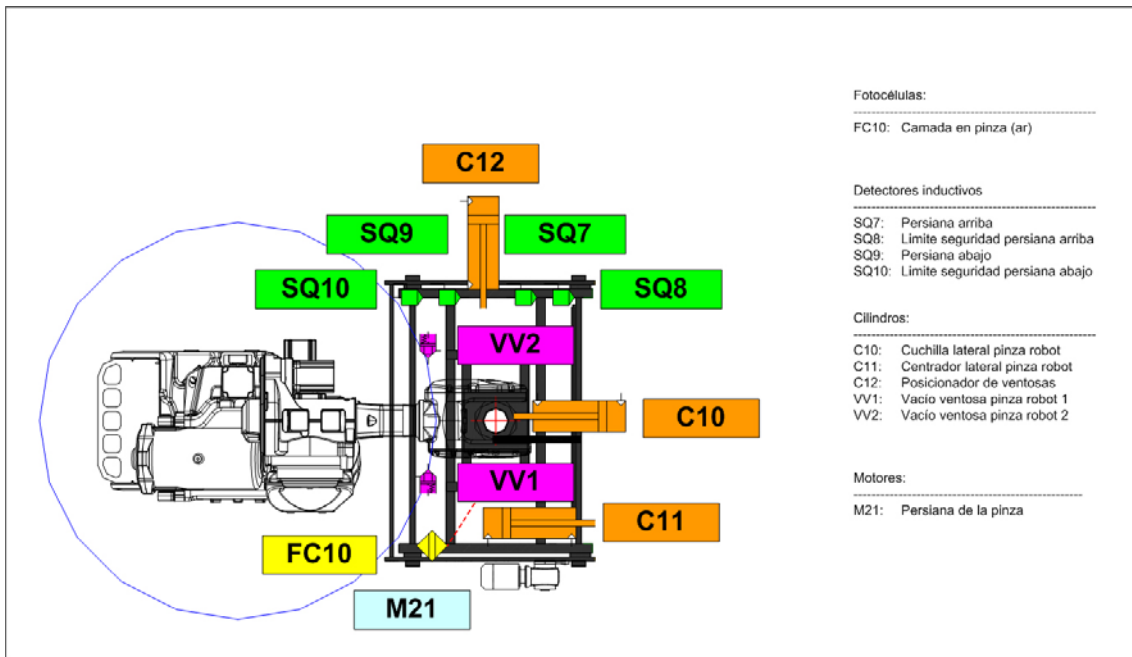 C12
SQ9
SQ7
SQ10
SQ8
VV2
C10
VV1
C11
FC10
M21
Fotocélulas:
FC10: Camada en pinza (ar)
Detectores inductivos
SQ7: Persiana arriba
SQ8: Limite seguridad persiana arriba
SQ9: Persiana abajo
SQ10: Limite seguridad persiana abajo
Cilindros:
C10: Cuchilla lateral pinza robot
C11: Centrador lateral pinza robot
C12: Posicionador de ventosas
VV1: Vacío ventosa pinza robot 1
VV2: Vacío ventosa pinza robot 2
Motores:
M21: Persiana de la pinza